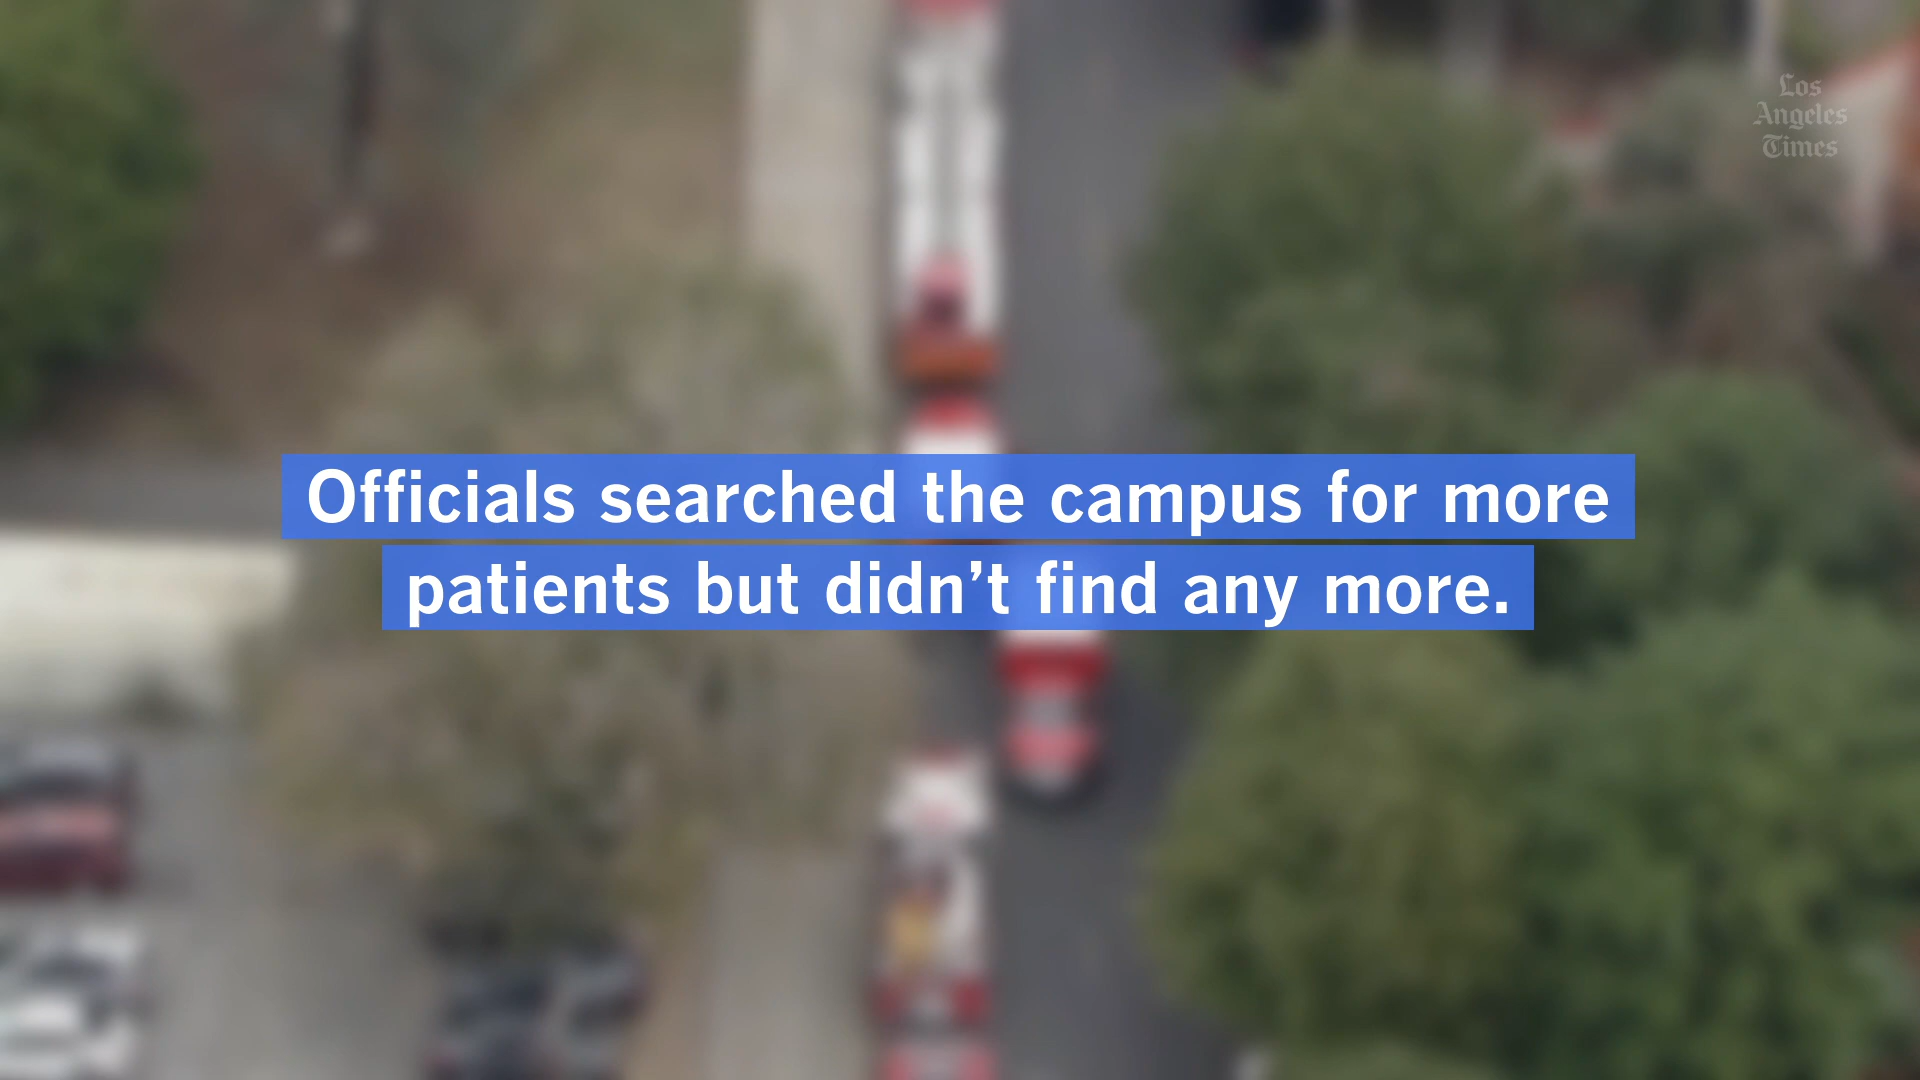 Los
Angeles
Times
Officials searched the campus for more
patients but didn’t find any more.